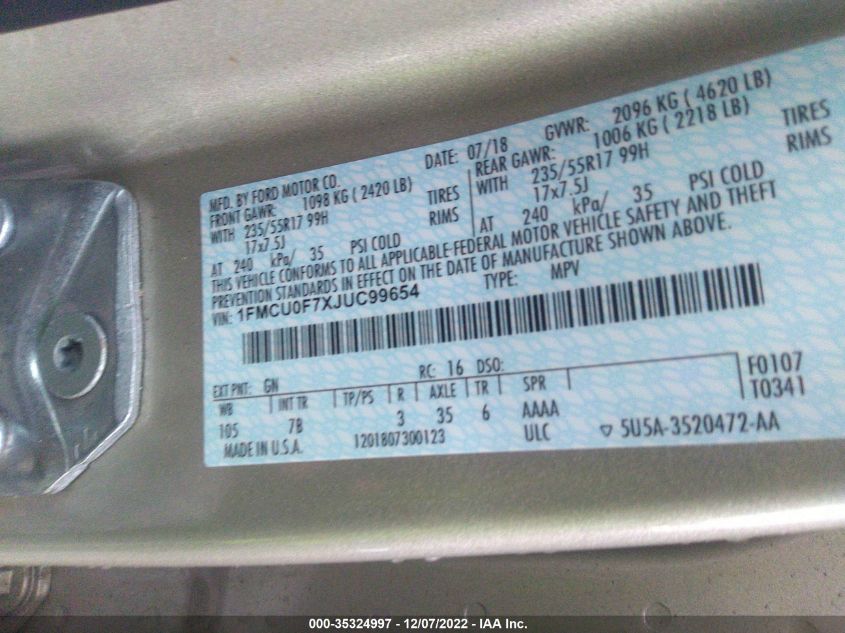 MFD. BY FORD MOTOR CO.
DATE: 07/18 GVWR: 2096 KG ( 4620 LB)
FRONT GAWR: 1098 KG ( 2420 LB)
REAR GAWR: 1006 KG ( 2218 LB)
WITH 235/55R17 99H TIRES
WITH 235/55R17 99H TIRES
17x7.5J RIMS
17x7.5J RIMS
AT 240 kPa/ 35 PSI COLD
AT 240 kPa/ 35 PSI COLD
THIS VEHICLE CONFORMS TO ALL APPLICABLE FEDERAL MOTOR VEHICLE SAFETY AND THEFT
PREVENTION STANDARDS IN EFFECT ON THE DATE OF MANUFACTURE SHOWN ABOVE.
VIN: 1FMCU0F7XJUC99654
TYPE: MPV
EXT PNT: GN RC: 16 DSO:
F0107
T0341
WB INT TR TP/PS R AXLE TR SPR
105 7B 3 35 6 AAAA
MADE IN U.S.A. 1201807300123 ULC ▽ 5U5A-3520472-AA
000-35324997 - 12/07/2022 - IAA Inc.